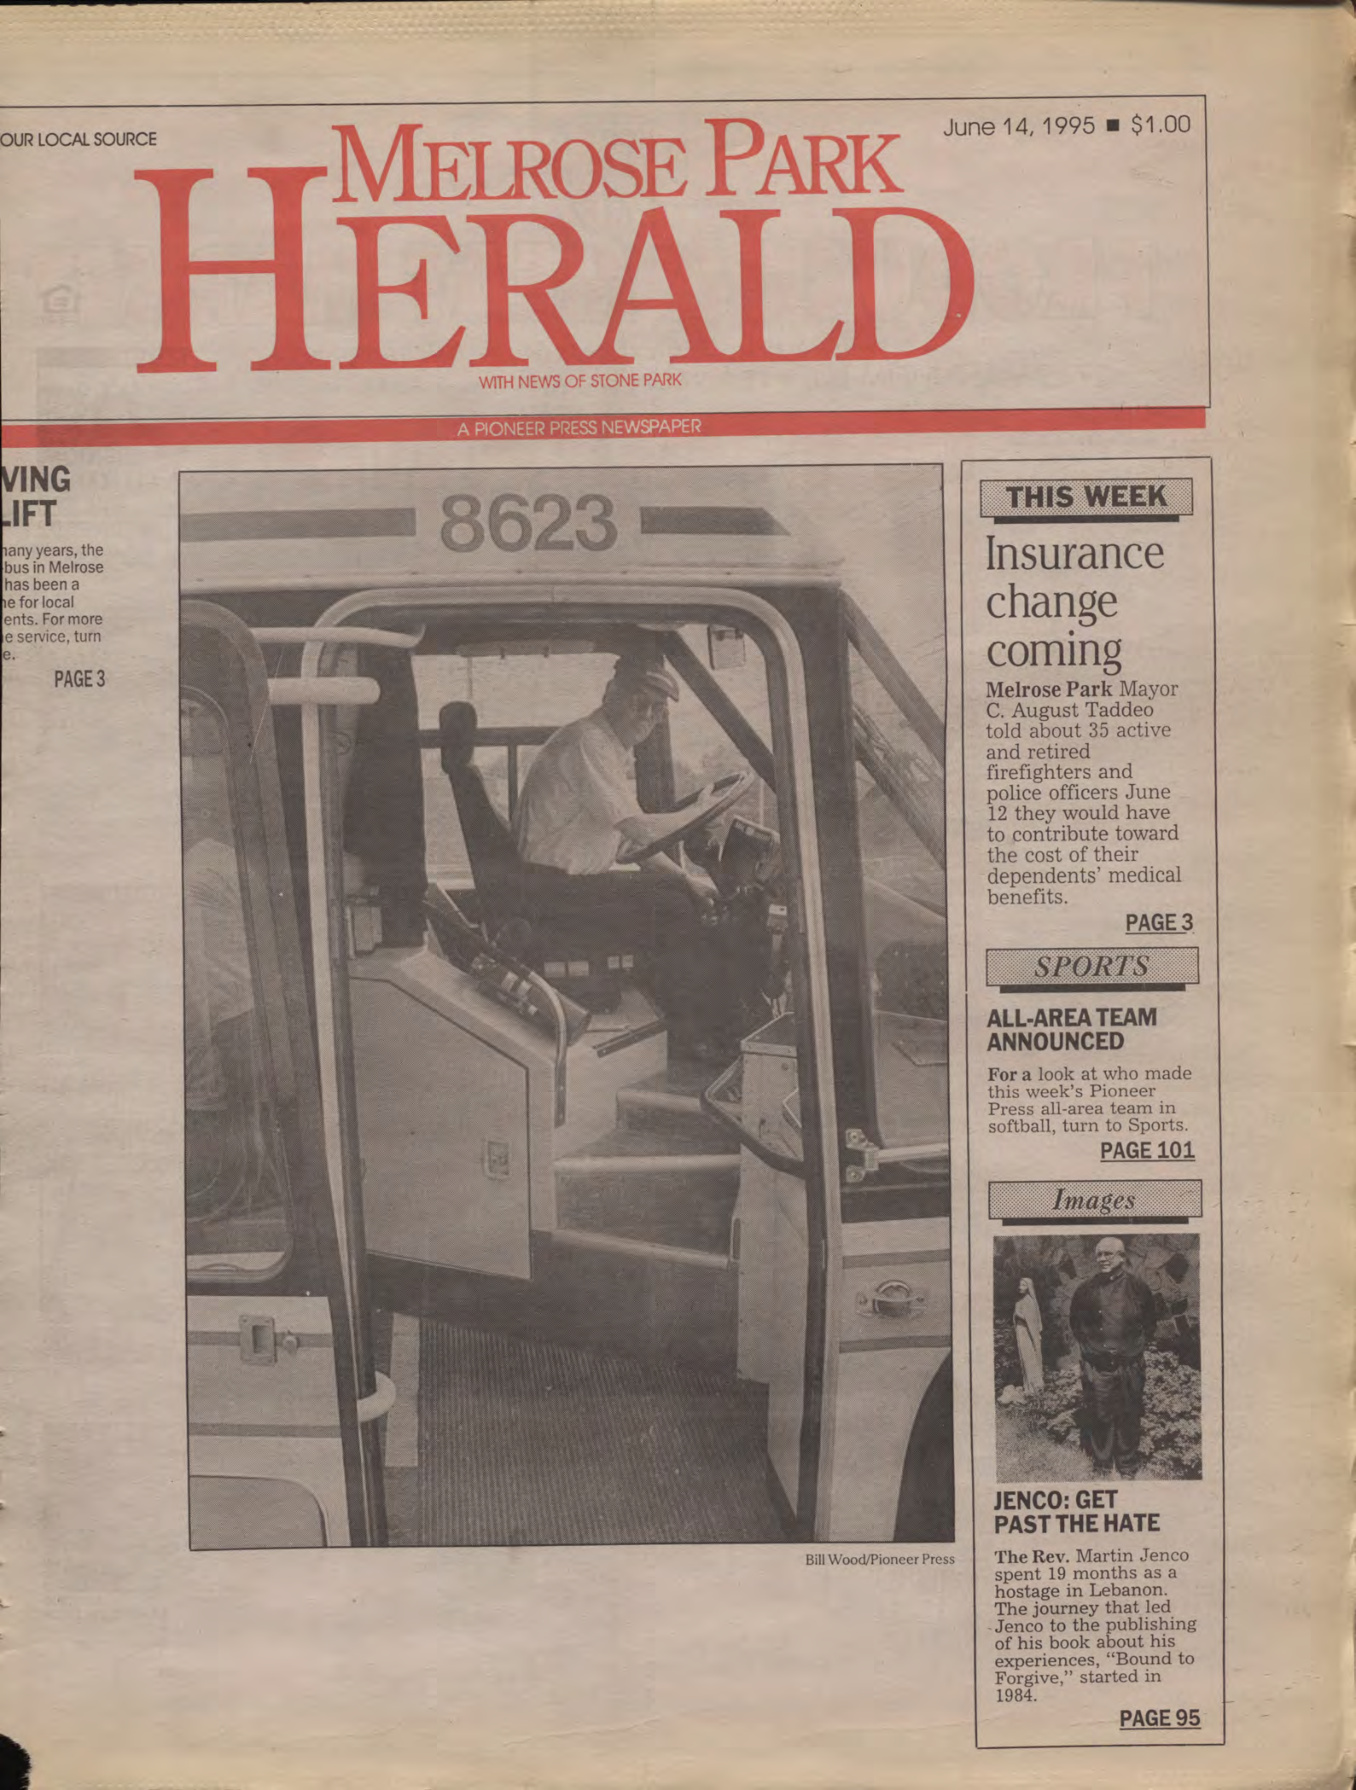 OUR LOCAL SOURCE
June 14, 1995 ■ $1.00
MELROSE PARK
HERALD
WITH NEWS OF STONE PARK
A PIONEER PRESS NEWSPAPER
VING
LIFT
any years, the
bus in Melrose
has been a
e for local
ents. For more
e service, turn
e.
PAGE 3
8623
Bill Wood/Pioneer Press
THIS WEEK
Insurance
change
coming
Melrose Park Mayor
C. August Taddeo
told about 35 active
and retired
firefighters and
police officers June
12 they would have
to contribute toward
the cost of their
dependents' medical
benefits.
PAGE 3
SPORTS
ALL-AREA TEAM
ANNOUNCED
For a look at who made
this week's Pioneer
Press all-area team in
softball, turn to Sports.
PAGE 101
Images
JENCO: GET
PAST THE HATE
The Rev. Martin Jenco
spent 19 months as a
hostage in Lebanon.
The journey that led
Jenco to the publishing
of his book about his
experiences, "Bound to
Forgive," started in
1984.
PAGE 95